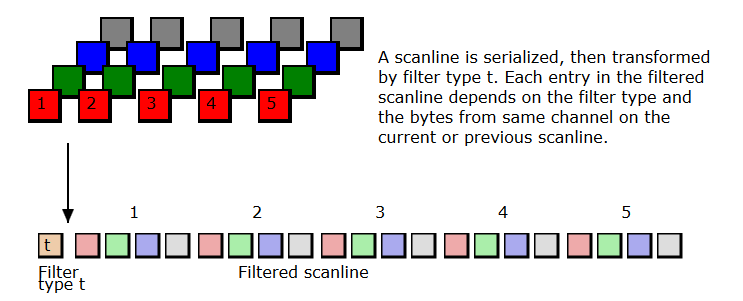 A scanline is serialized, then transformed
by filter type t. Each entry in the filtered
scanline depends on the filter type and
the bytes from same channel on the
current or previous scanline.
1 2 3 4 5
1 2 3 4 5
t
Filter
type t
Filtered scanline